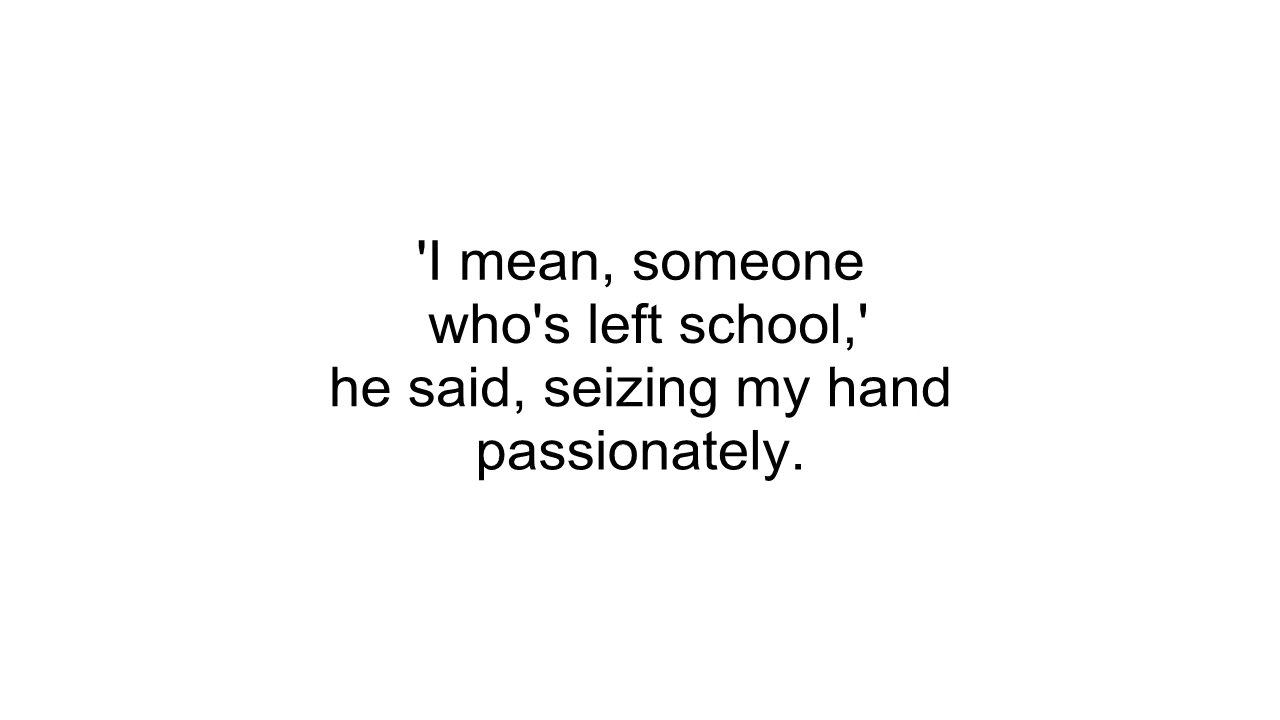 'I mean, someone
who's left school,'
he said, seizing my hand
passionately.